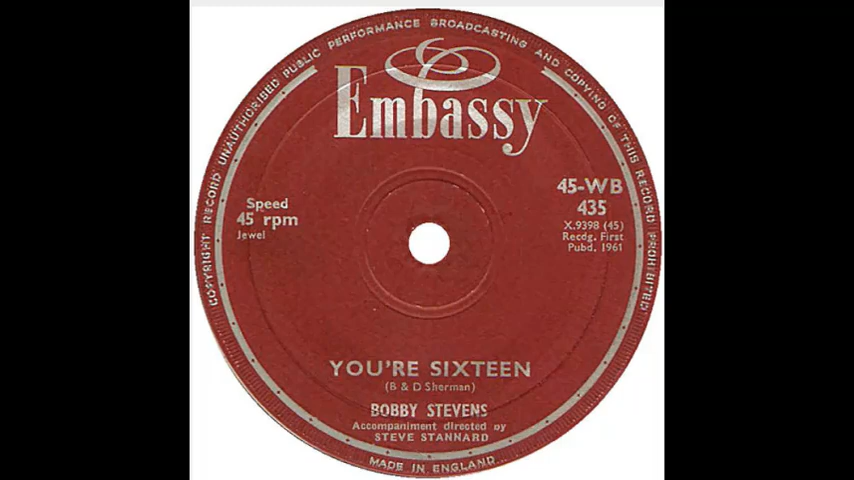 COPYRIGHT RECORD UNAUTHORISED PUBLIC PERFORMANCE BROADCASTING AND COPYING OF THIS RECORD PROHIBITED
Embassy
45-WB
435
X.9398 (45)
Recdg. First
Pubd. 1961
Speed
45 rpm
Jewel
YOU'RE SIXTEEN
(B & D Sherman)
BOBBY STEVENS
Accompaniment directed by
STEVE STANNARD
MADE IN ENGLAND